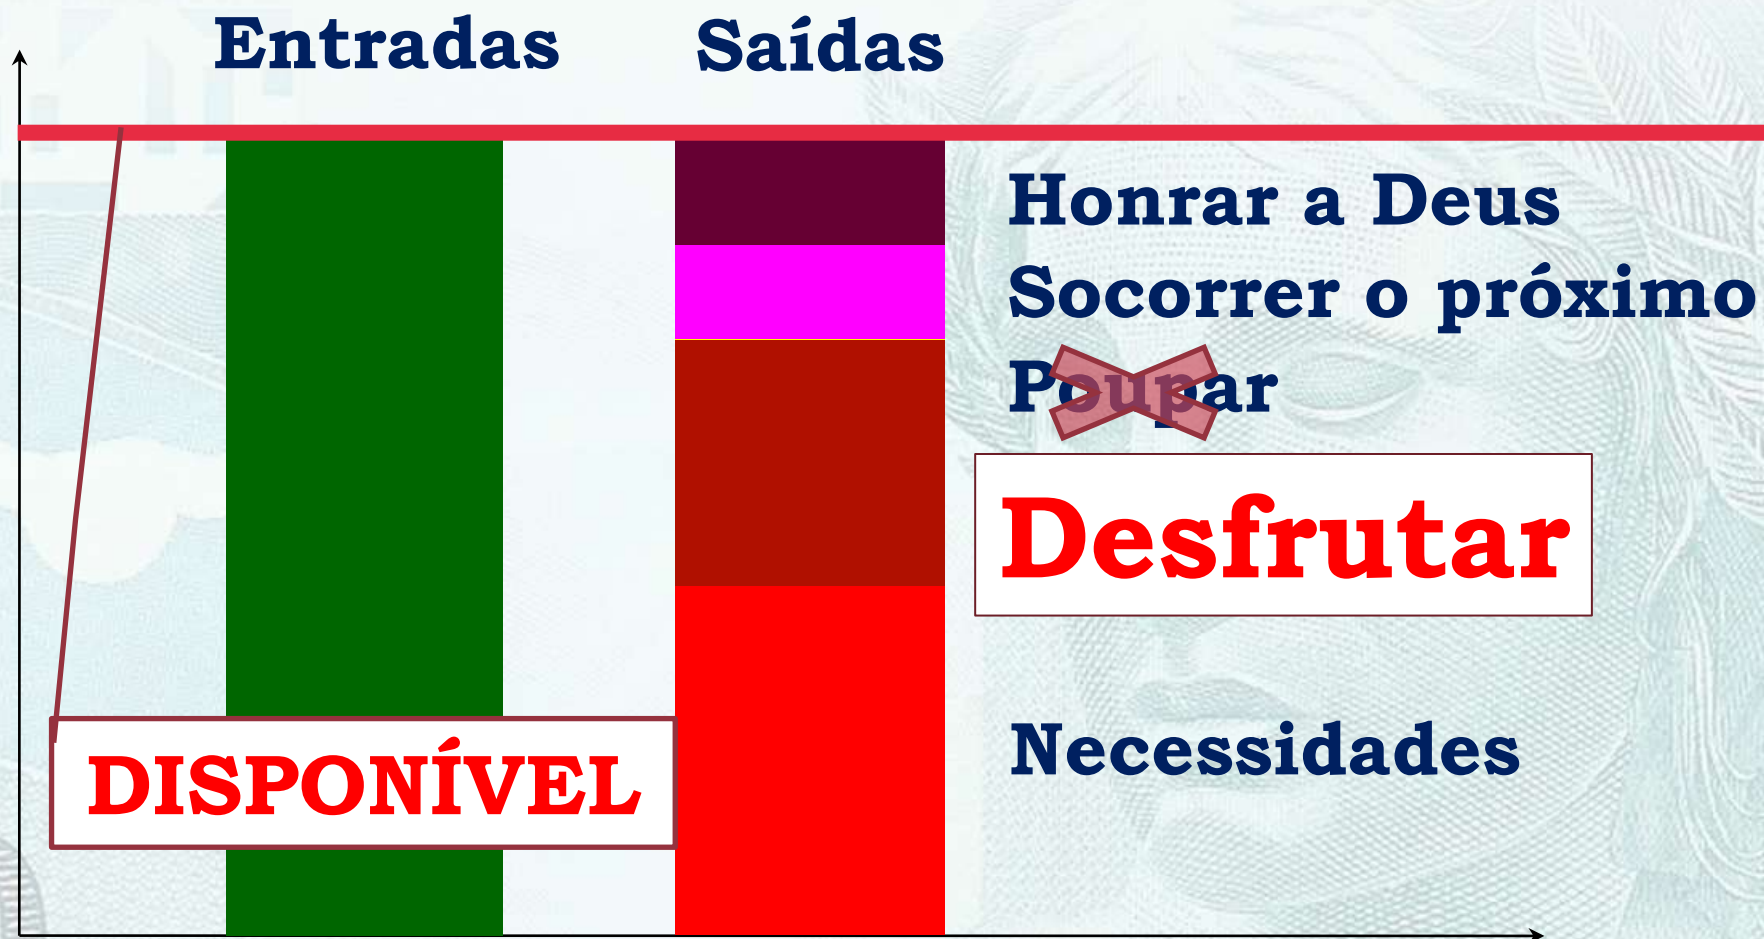 Entradas
Saídas
Honrar a Deus
Socorrer o próximo
Poupar
Desfrutar
Necessidades
DISPONÍVEL